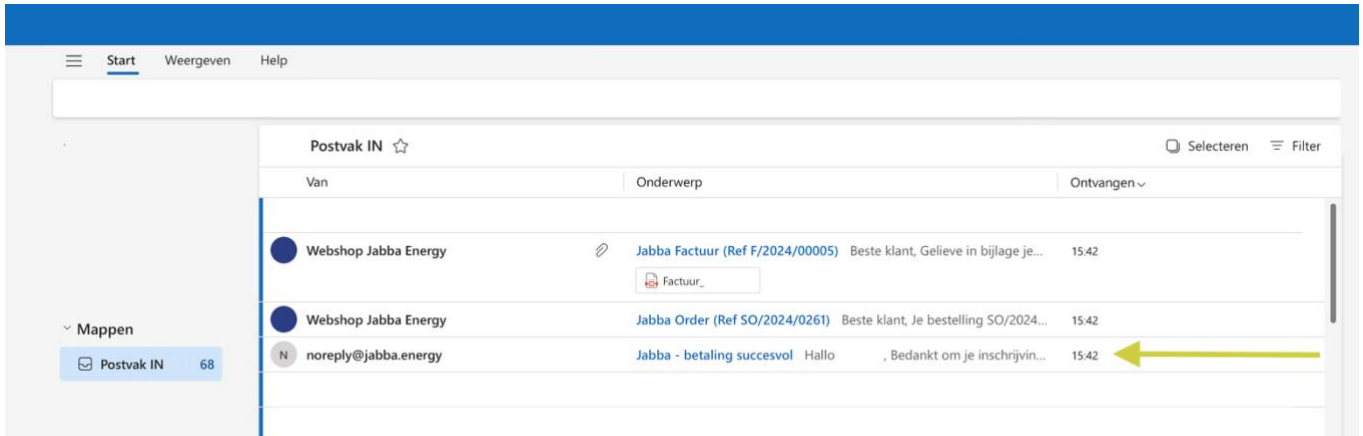 Start Weergeven Help
Postvak IN Selecteren Filter
Van Onderwerp Ontvangen
Webshop Jabba Energy Jabba Factuur (Ref F/2024/00005) Beste klant, Gelieve in bijlage je... 15:42
Factuur_
Webshop Jabba Energy Jabba Order (Ref SO/2024/0261) Beste klant, Je bestelling SO/2024... 15:42
Mappen
N noreply@jabba.energy Jabba - betaling succesvol Hallo , Bedankt om je inschrijvin... 15:42
Postvak IN 68